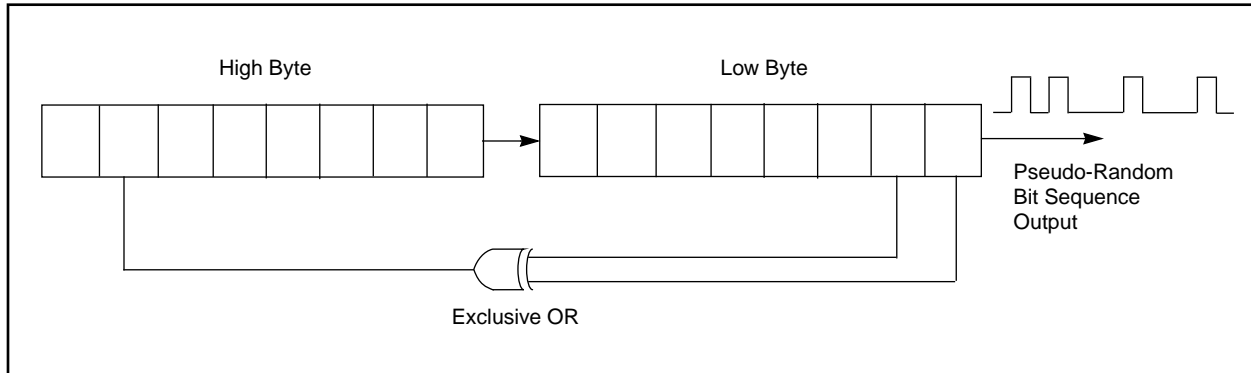 High Byte
Low Byte
Pseudo-Random
Bit Sequence
Output
Exclusive OR